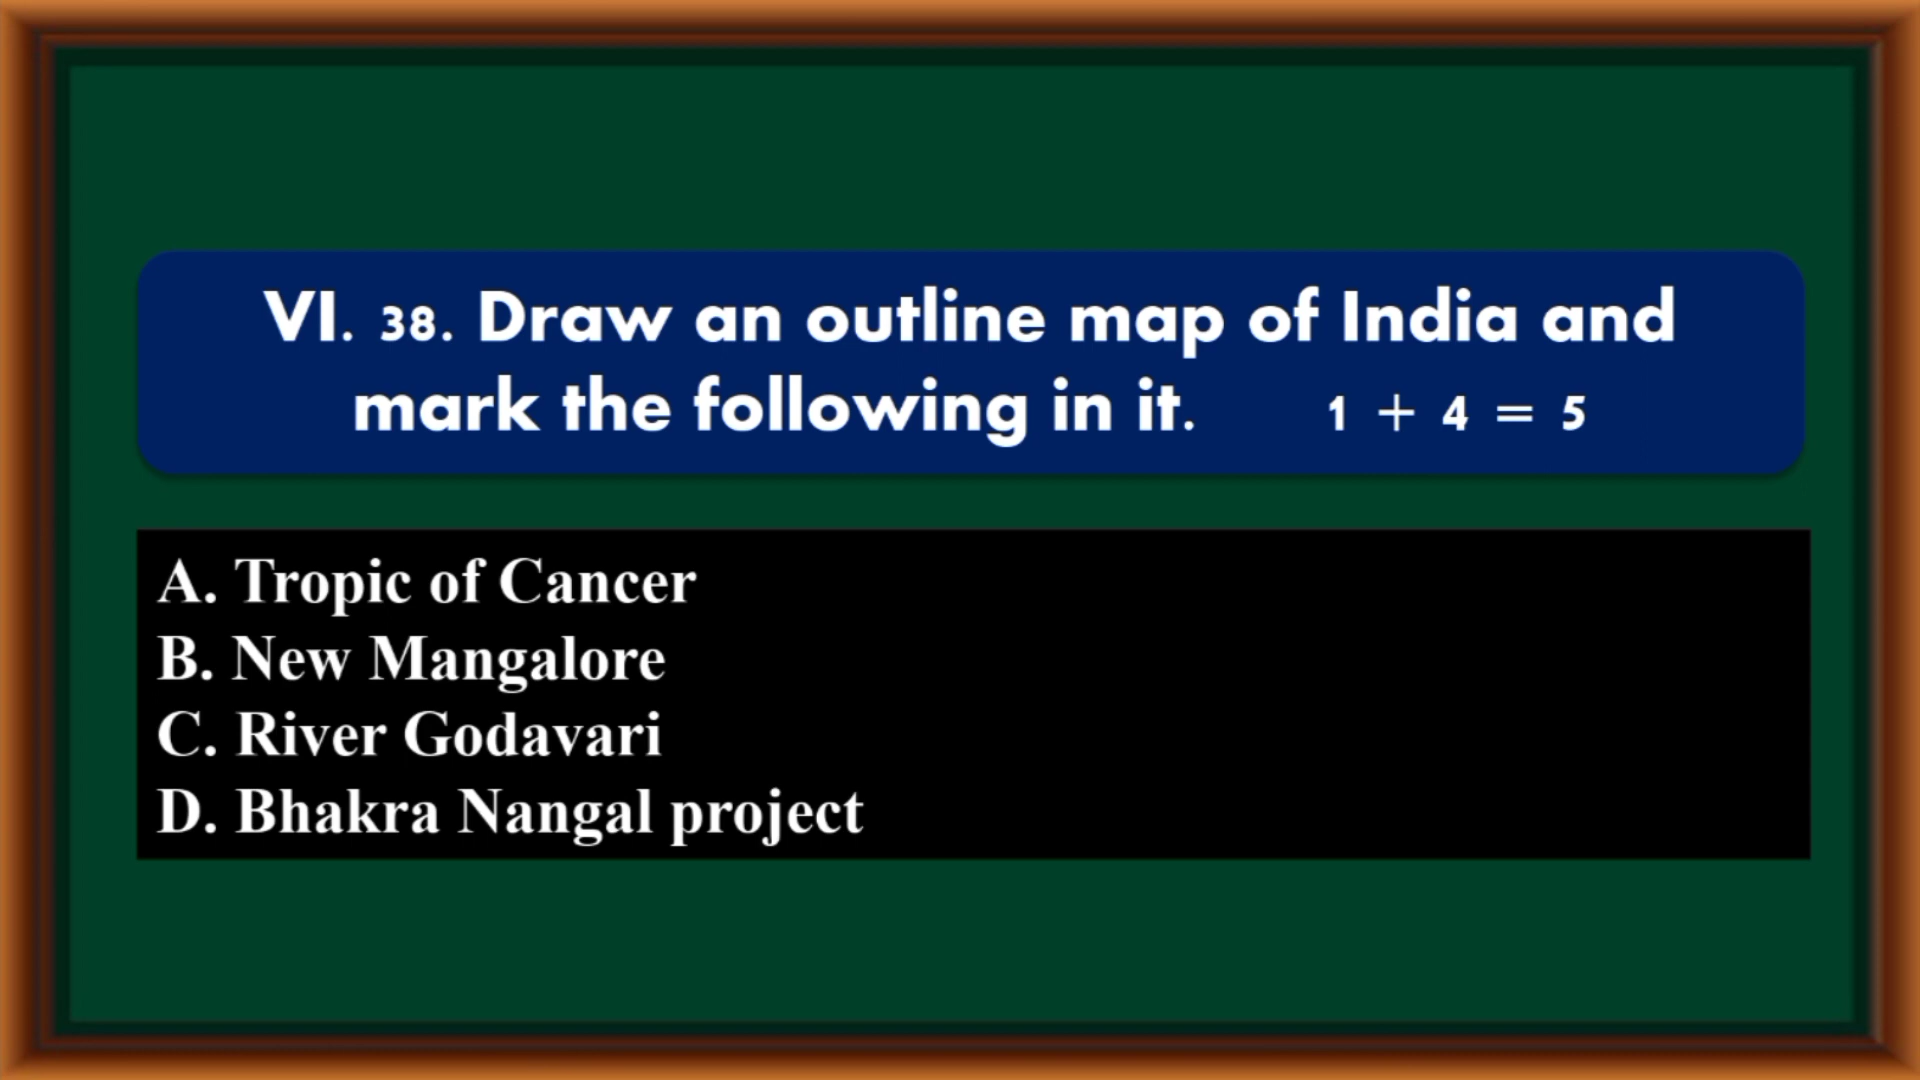 VI. 38. Draw an outline map of India and
mark the following in it. 1 + 4 = 5
A. Tropic of Cancer
B. New Mangalore
C. River Godavari
D. Bhakra Nangal project